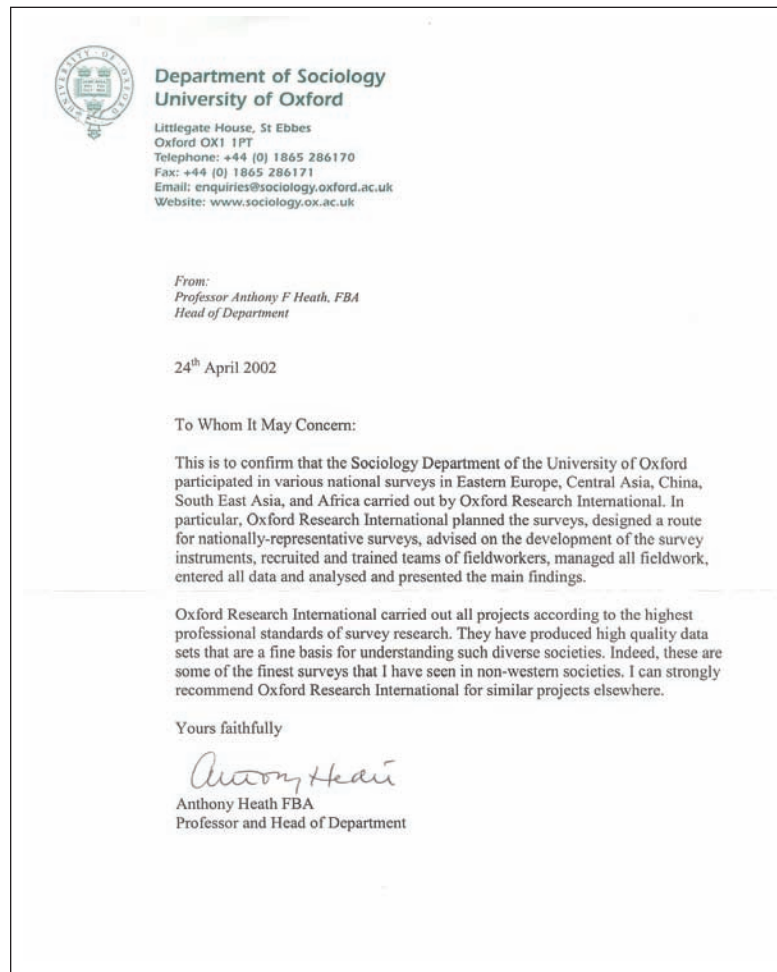 UNIVERSITY · OF · OXFORD
Department of Sociology
University of Oxford
Littlegate House, St Ebbes
Oxford OX1 1PT
Telephone: +44 (0) 1865 286170
Fax: +44 (0) 1865 286171
Email: enquiries@sociology.oxford.ac.uk
Website: www.sociology.ox.ac.uk
From:
Professor Anthony F Heath, FBA
Head of Department
24th April 2002
To Whom It May Concern:
This is to confirm that the Sociology Department of the University of Oxford
participated in various national surveys in Eastern Europe, Central Asia, China,
South East Asia, and Africa carried out by Oxford Research International. In
particular, Oxford Research International planned the surveys, designed a route
for nationally-representative surveys, advised on the development of the survey
instruments, recruited and trained teams of fieldworkers, managed all fieldwork,
entered all data and analysed and presented the main findings.
Oxford Research International carried out all projects according to the highest
professional standards of survey research. They have produced high quality data
sets that are a fine basis for understanding such diverse societies. Indeed, these are
some of the finest surveys that I have seen in non-western societies. I can strongly
recommend Oxford Research International for similar projects elsewhere.
Yours faithfully
Anthony Heath
Anthony Heath FBA
Professor and Head of Department